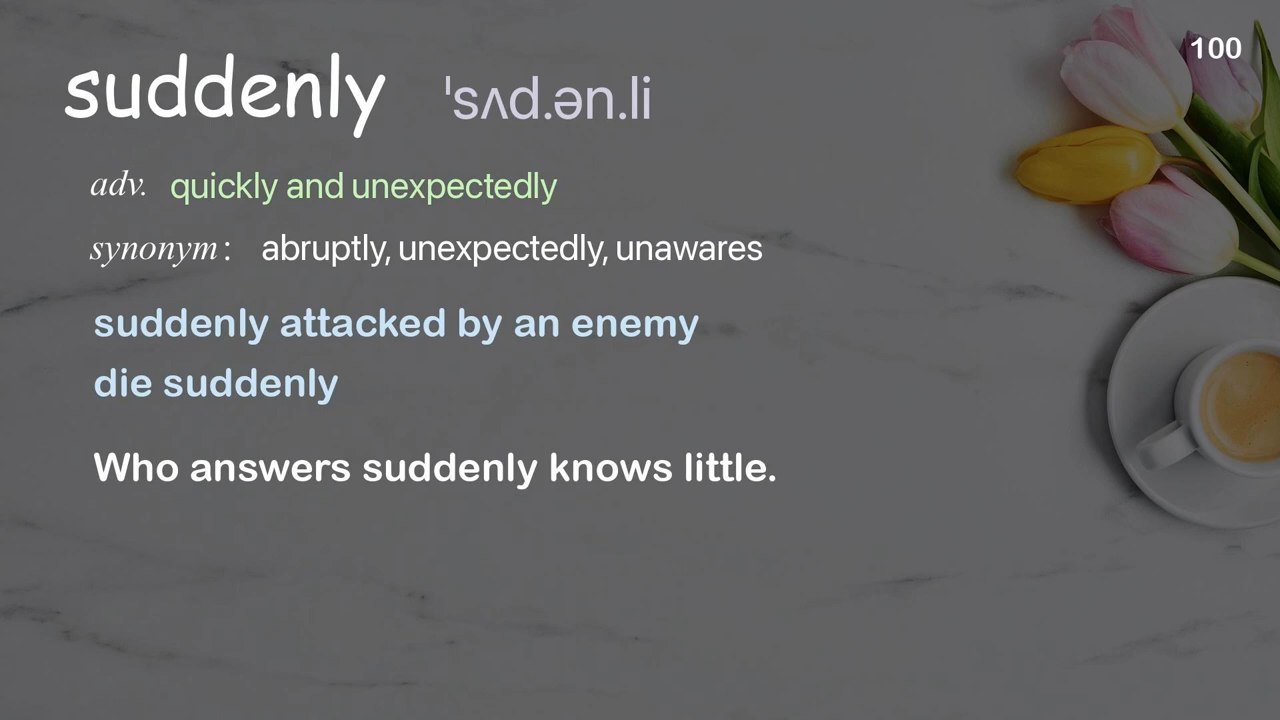 100
suddenly ˈsʌd.ən.li
adv. quickly and unexpectedly
synonym : abruptly, unexpectedly, unawares
suddenly attacked by an enemy
die suddenly
Who answers suddenly knows little.